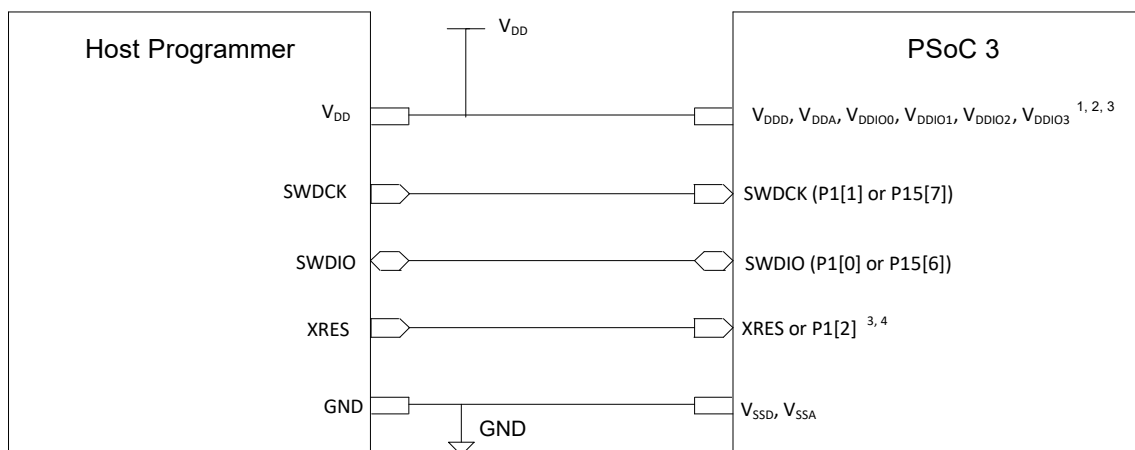 Host Programmer
PSoC 3
V_DD
V_DD
V_DDD, V_DDA, V_DDIO0, V_DDIO1, V_DDIO2, V_DDIO3 1, 2, 3
SWDCK
SWDCK (P1[1] or P15[7])
SWDIO
SWDIO (P1[0] or P15[6])
XRES
XRES or P1[2] 3, 4
GND
GND
V_SSD, V_SSA